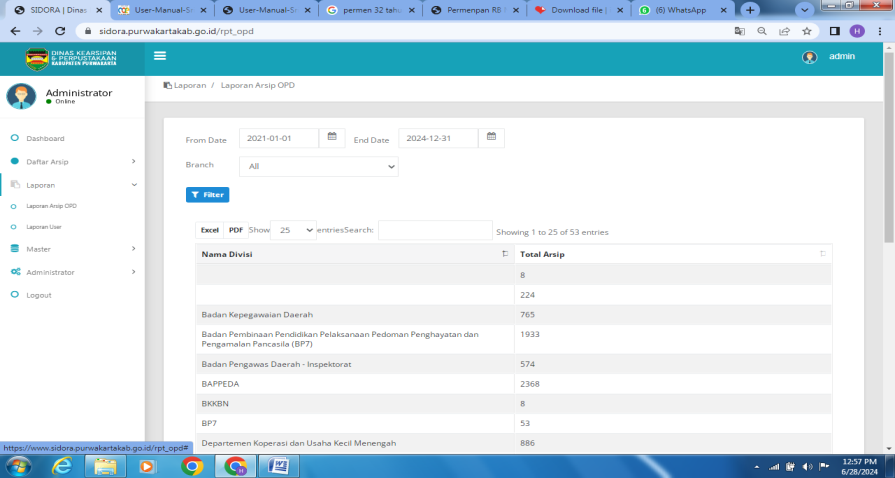 SIDORA | Dinas
User-Manual-Si
User-Manual-Si
permen 32 tahu
Permenpan RB
Download file [
(6) WhatsApp
sidora.purwakartakab.go.id/rpt_opd
H
DINAS KEARSIPAN
& PERPUSTAKAAN
KABUPATEN PURWAKARTA
admin
Administrator
Online
Laporan / Laporan Arsip OPD
Dashboard
Daftar Arsip
Laporan
Laporan Arsip OPD
Laporan User
Master
Administrator
Logout
From Date 2021-01-01 End Date 2024-12-31
Branch All
Filter
Excel PDF Show 25 entriesSearch: Showing 1 to 25 of 53 entries
Nama Divisi Total Arsip
8
224
Badan Kepegawaian Daerah 765
Badan Pembinaan Pendidikan Pelaksanaan Pedoman Penghayatan dan 1933
Pengamalan Pancasila (BP7)
Badan Pengawas Daerah - Inspektorat 574
BAPPEDA 2368
BKKBN 8
BP7 53
Departemen Koperasi dan Usaha Kecil Menengah 886
https://www.sidora.purwakartakab.go.id/rpt_opd#
12:57 PM
6/28/2024